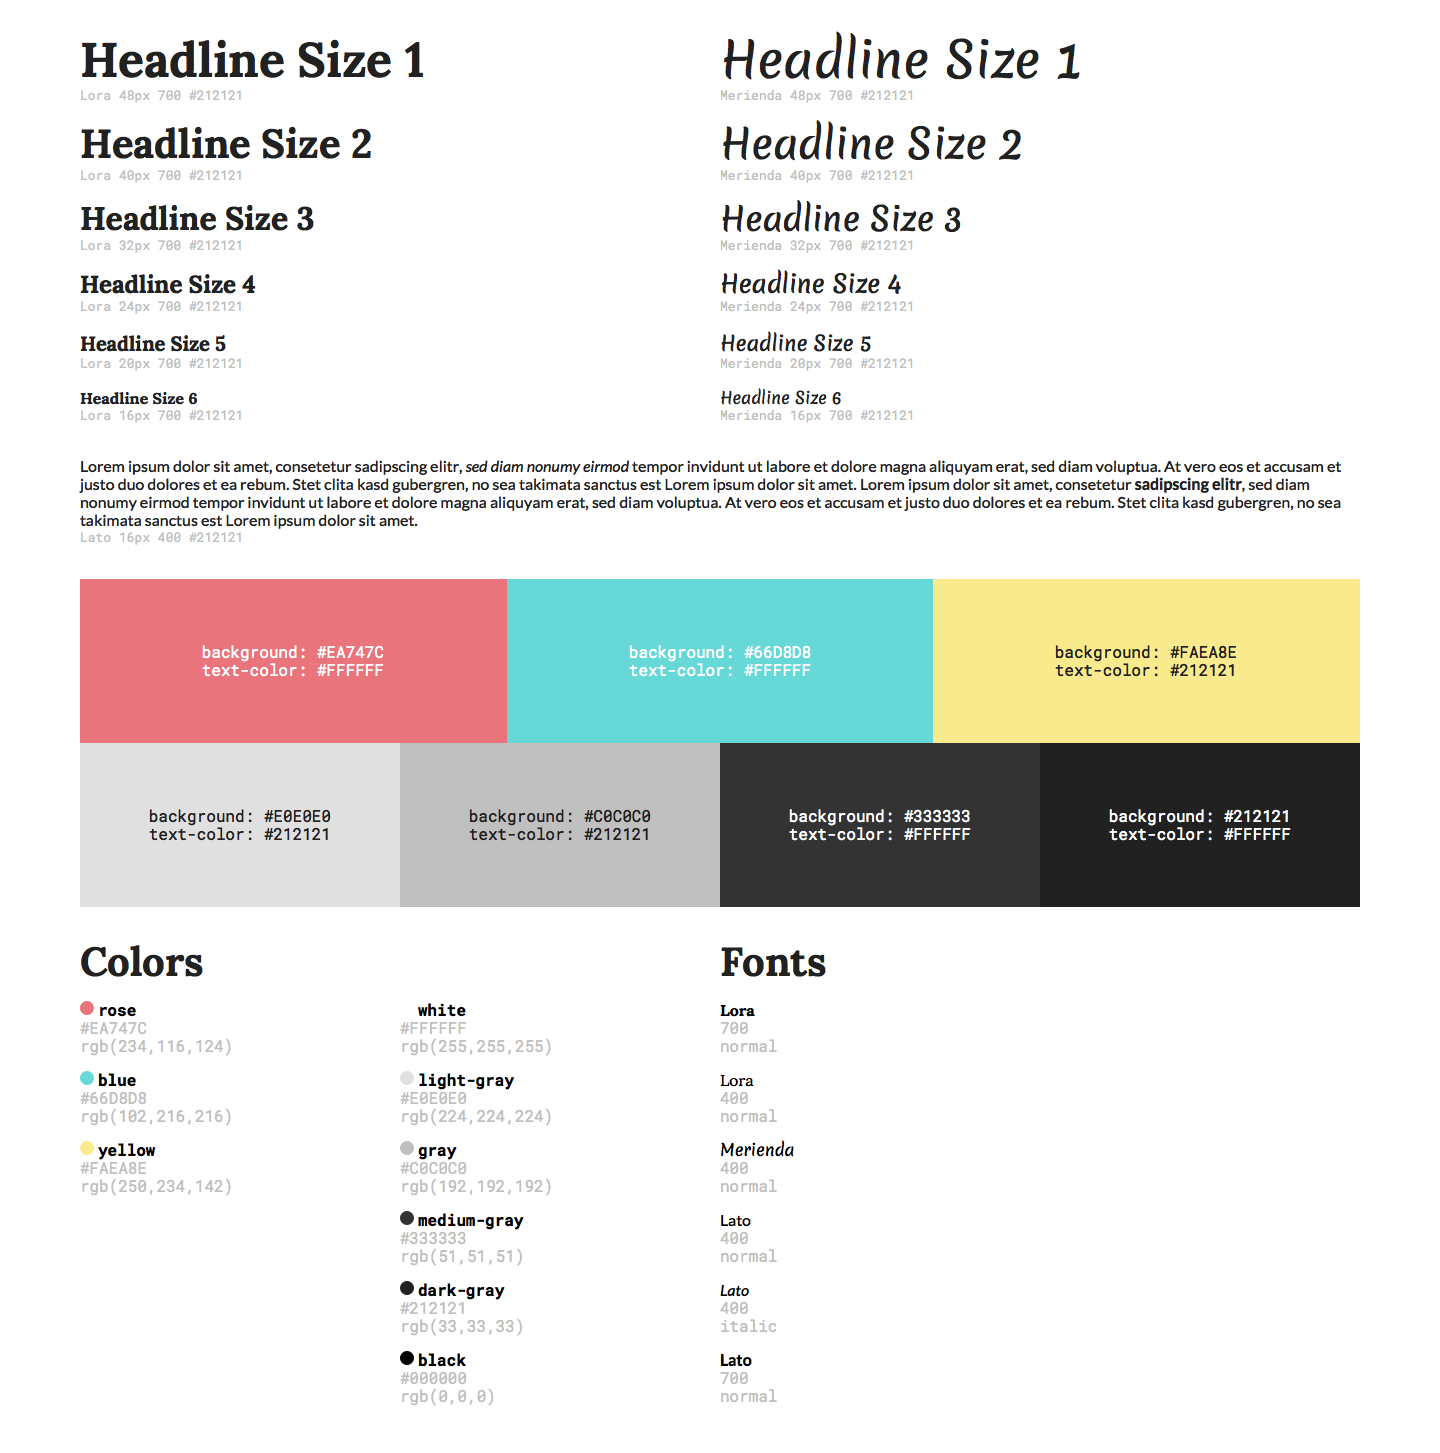 Headline Size 1
Lora 48px 700 #212121
Headline Size 2
Lora 40px 700 #212121
Headline Size 3
Lora 32px 700 #212121
Headline Size 4
Lora 24px 700 #212121
Headline Size 5
Lora 20px 700 #212121
Headline Size 6
Lora 16px 700 #212121
Headline Size 1
Merienda 48px 700 #212121
Headline Size 2
Merienda 40px 700 #212121
Headline Size 3
Merienda 32px 700 #212121
Headline Size 4
Merienda 24px 700 #212121
Headline Size 5
Merienda 20px 700 #212121
Headline Size 6
Merienda 16px 700 #212121
Lorem ipsum dolor sit amet, consetetur sadipscing elitr, sed diam nonumy eirmod tempor invidunt ut labore et dolore magna aliquyam erat, sed diam voluptua. At vero eos et accusam et
justo duo dolores et ea rebum. Stet clita kasd gubergren, no sea takimata sanctus est Lorem ipsum dolor sit amet. Lorem ipsum dolor sit amet, consetetur sadipscing elitr, sed diam
nonumy eirmod tempor invidunt ut labore et dolore magna aliquyam erat, sed diam voluptua. At vero eos et accusam et justo duo dolores et ea rebum. Stet clita kasd gubergren, no sea
takimata sanctus est Lorem ipsum dolor sit amet.
Lato 16px 400 #212121
background: #EA747C
text-color: #FFFFFF
background: #66D8D8
text-color: #FFFFFF
background: #FAEA8E
text-color: #212121
background: #E0E0E0
text-color: #212121
background: #C0C0C0
text-color: #212121
background: #333333
text-color: #FFFFFF
background: #212121
text-color: #FFFFFF
Colors
rose
#EA747C
rgb(234,116,124)
blue
#66D8D8
rgb(102,216,216)
yellow
#FAEA8E
rgb(250,234,142)
white
#FFFFFF
rgb(255,255,255)
light-gray
#E0E0E0
rgb(224,224,224)
gray
#C0C0C0
rgb(192,192,192)
medium-gray
#333333
rgb(51,51,51)
dark-gray
#212121
rgb(33,33,33)
black
#000000
rgb(0,0,0)
Fonts
Lora
700
normal
Lora
400
normal
Merienda
400
normal
Lato
400
normal
Lato
400
italic
Lato
700
normal